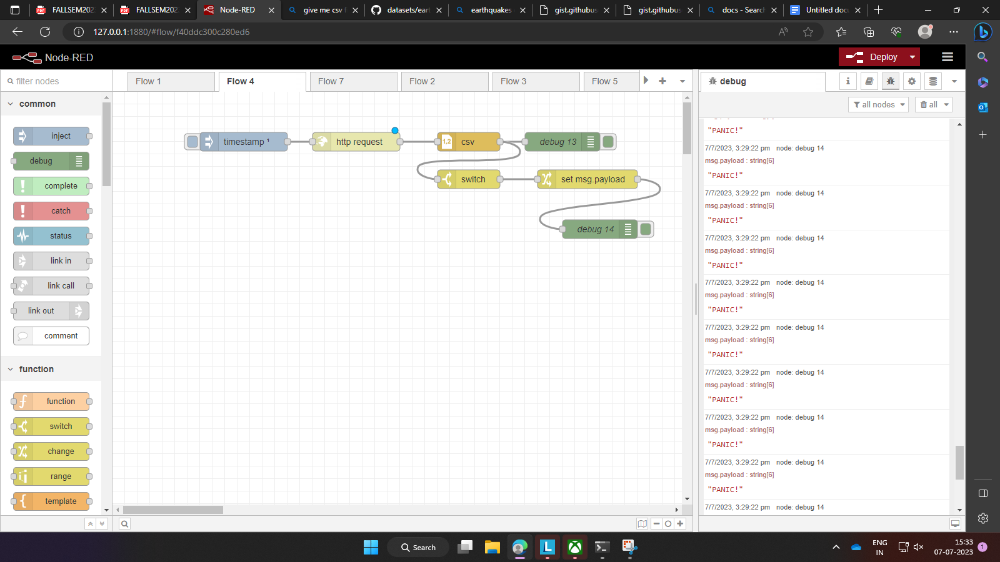 FALLSEM202
FALLSEM202
Node-RED
give me csv f
datasets/eart
earthquakes
gist.githubus
gist.githubus
docs - Search
Untitled docu
127.0.0.1:1880/#flow/f40ddc300c280ed6
Node-RED
Deploy
filter nodes
Flow 1
Flow 4
Flow 7
Flow 2
Flow 3
Flow 5
debug
common
inject
debug
complete
catch
status
link in
link call
link out
comment
function
function
switch
change
range
template
timestamp ¹
http request
1,2
csv
debug 13
switch
set msg.payload
debug 14
all nodes
all
"PANIC!"
7/7/2023, 3:29:22 pm node: debug 14
msg.payload : string[6]
"PANIC!"
7/7/2023, 3:29:22 pm node: debug 14
msg.payload : string[6]
"PANIC!"
7/7/2023, 3:29:22 pm node: debug 14
msg.payload : string[6]
"PANIC!"
7/7/2023, 3:29:22 pm node: debug 14
msg.payload : string[6]
"PANIC!"
7/7/2023, 3:29:22 pm node: debug 14
msg.payload : string[6]
"PANIC!"
7/7/2023, 3:29:22 pm node: debug 14
msg.payload : string[6]
"PANIC!"
7/7/2023, 3:29:22 pm node: debug 14
msg.payload : string[6]
"PANIC!"
7/7/2023, 3:29:22 pm node: debug 14
msg.payload : string[6]
"PANIC!"
7/7/2023, 3:29:22 pm node: debug 14
Search
L
ENG
IN
15:33
07-07-2023
1